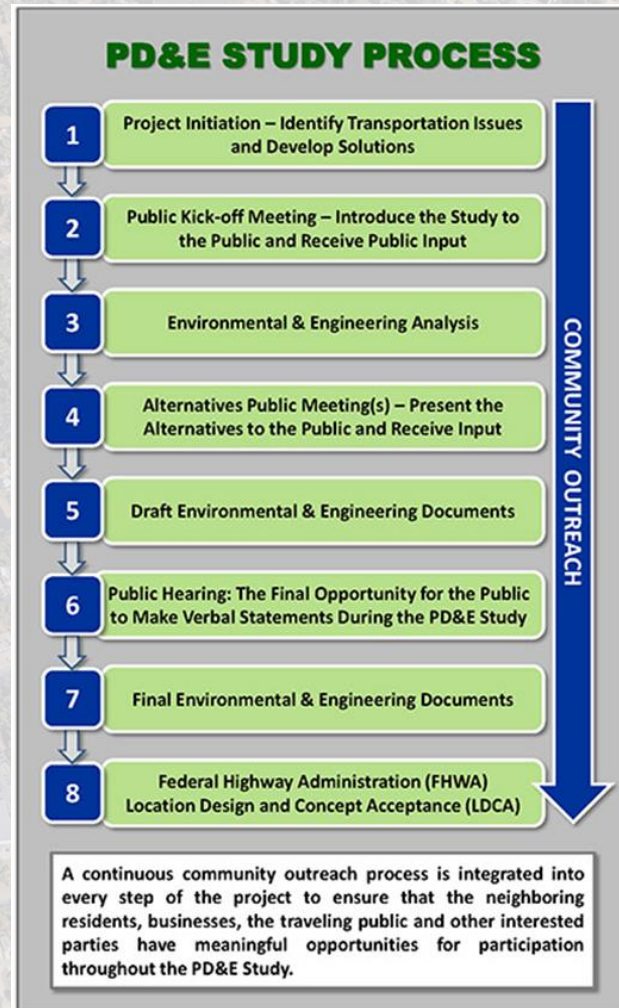 PD&E STUDY PROCESS
1
Project Initiation – Identify Transportation Issues
and Develop Solutions
2
Public Kick-off Meeting – Introduce the Study to
the Public and Receive Public Input
3
Environmental & Engineering Analysis
4
Alternatives Public Meeting(s) – Present the
Alternatives to the Public and Receive Input
5
Draft Environmental & Engineering Documents
6
Public Hearing: The Final Opportunity for the Public
to Make Verbal Statements During the PD&E Study
7
Final Environmental & Engineering Documents
8
Federal Highway Administration (FHWA)
Location Design and Concept Acceptance (LDCA)
COMMUNITY OUTREACH
A continuous community outreach process is integrated into
every step of the project to ensure that the neighboring
residents, businesses, the traveling public and other interested
parties have meaningful opportunities for participation
throughout the PD&E Study.